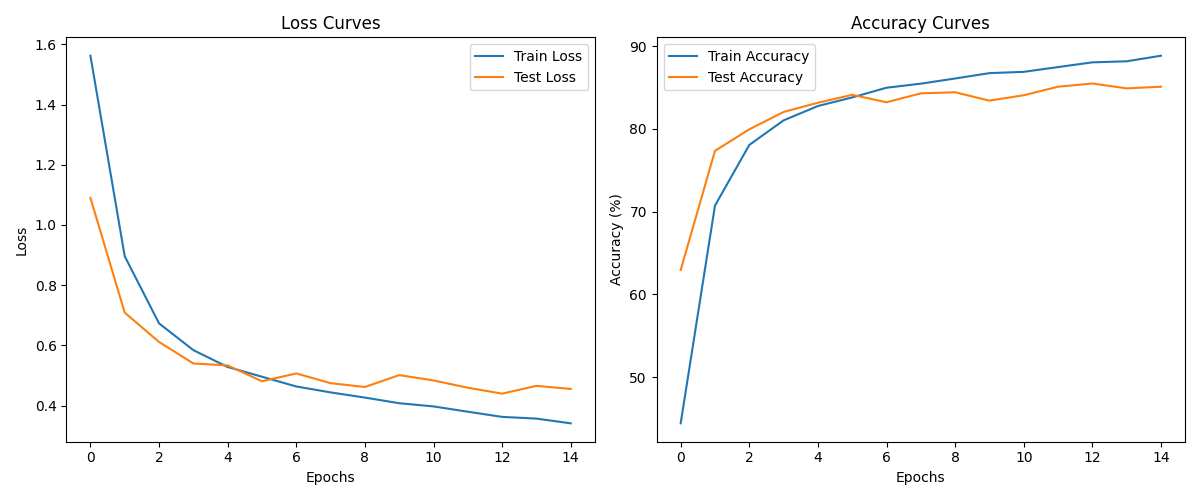 Loss Curves
1.6
1.4
1.2
1.0
0.8
0.6
0.4
Loss
Train Loss
Test Loss
0 2 4 6 8 10 12 14
Epochs
Accuracy Curves
90
80
70
60
50
Accuracy (%)
Train Accuracy
Test Accuracy
0 2 4 6 8 10 12 14
Epochs